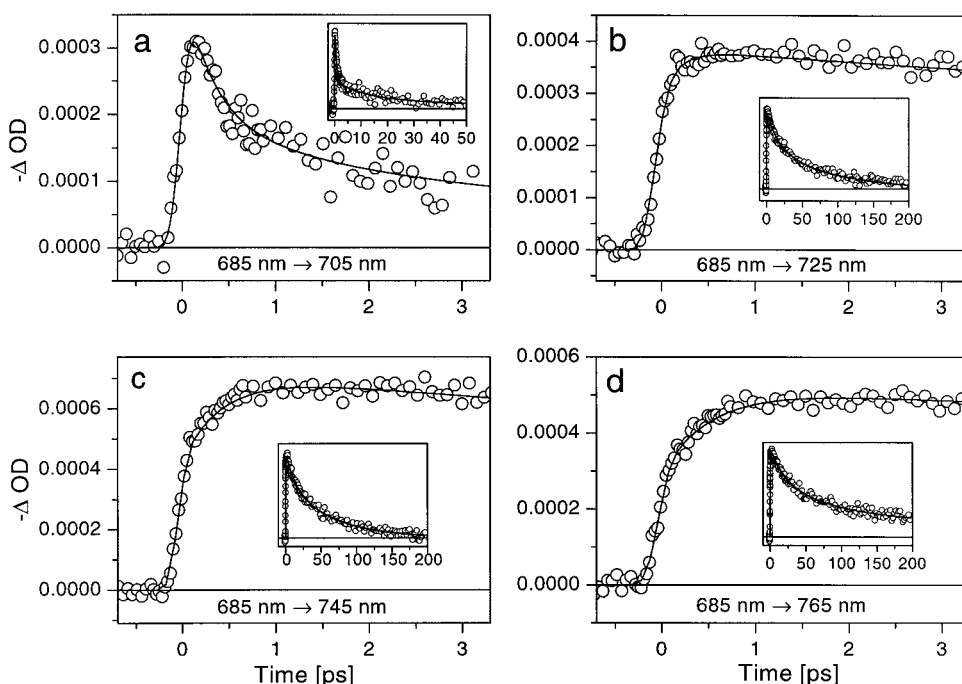 a
-Δ OD
0.0003
0.0002
0.0001
0.0000
0 10 20 30 40 50
685 nm → 705 nm
0 1 2 3
b
0.0004
0.0003
0.0002
0.0001
0.0000
0 50 100 150 200
685 nm → 725 nm
0 1 2 3
c
-Δ OD
0.0006
0.0004
0.0002
0.0000
0 50 100 150 200
685 nm → 745 nm
0 1 2 3
Time [ps]
d
0.0006
0.0004
0.0002
0.0000
0 50 100 150 200
685 nm → 765 nm
0 1 2 3
Time [ps]